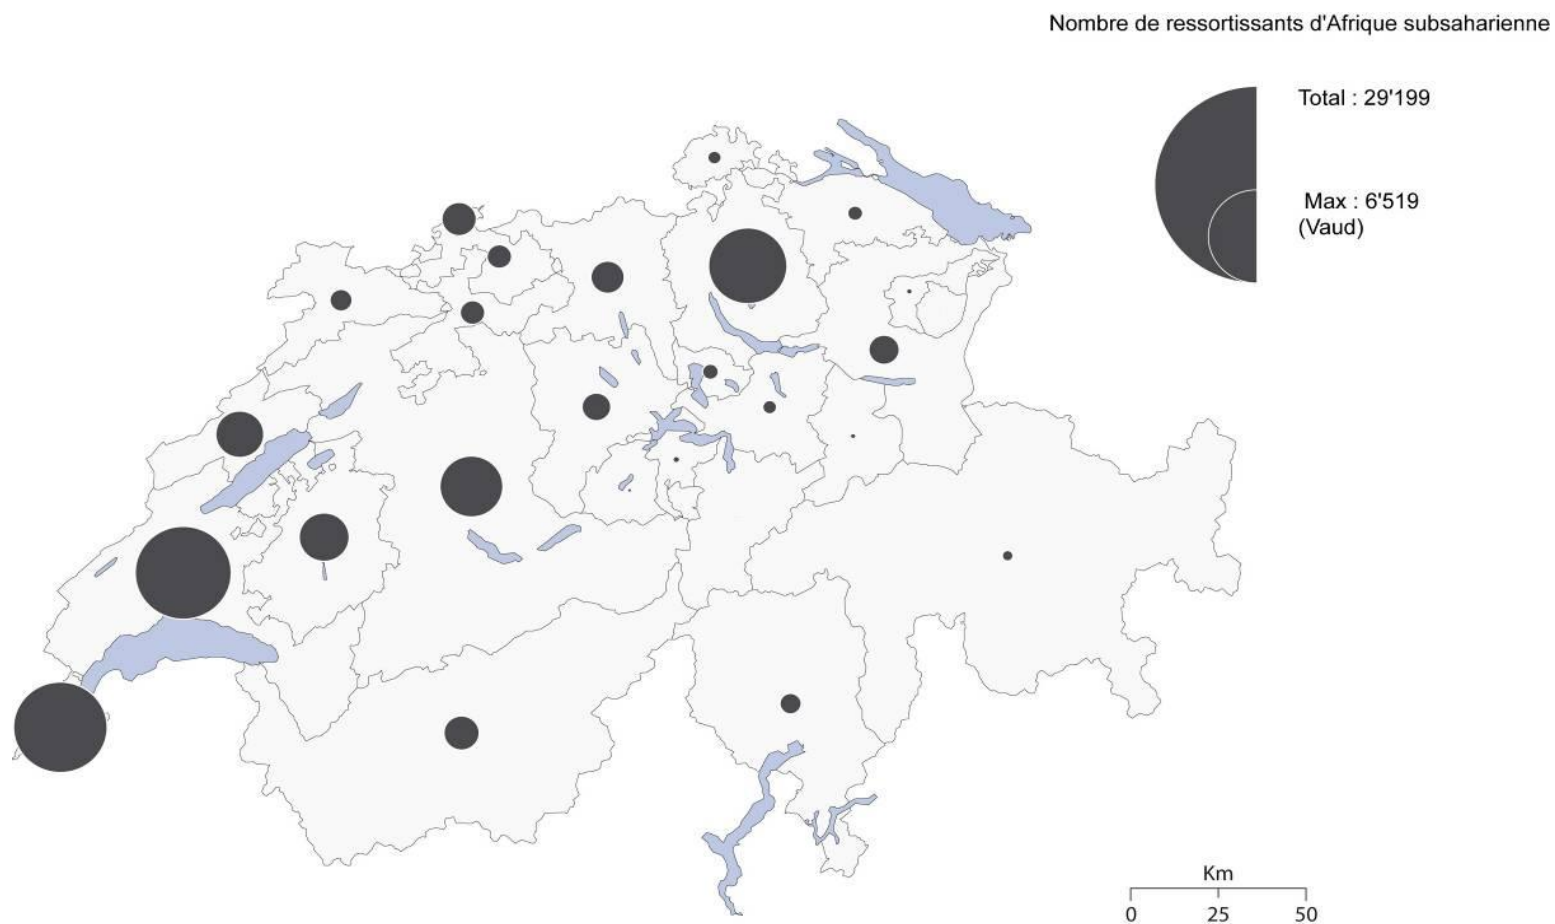 Nombre de ressortissants d'Afrique subsaharienne
Total : 29'199
Max : 6'519
(Vaud)
Km
0 25 50